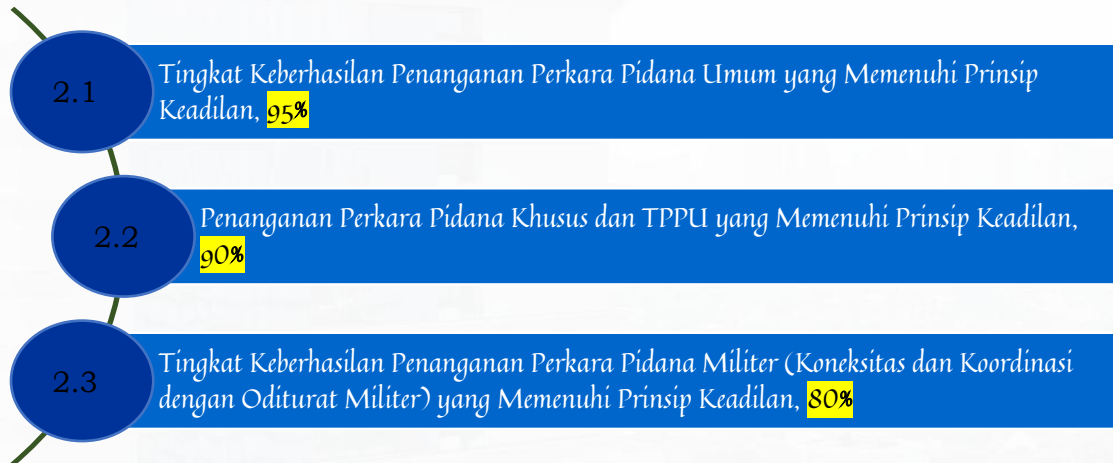 2.1
Tingkat Keberhasilan Penanganan Perkara Pidana Umum yang Memenuhi Prinsip
Keadilan, 95%
2.2
Penanganan Perkara Pidana Khusus dan TPPU yang Memenuhi Prinsip Keadilan,
90%
2.3
Tingkat Keberhasilan Penanganan Perkara Pidana Militer (Koneksitas dan Koordinasi
dengan Oditurat Militer) yang Memenuhi Prinsip Keadilan, 80%